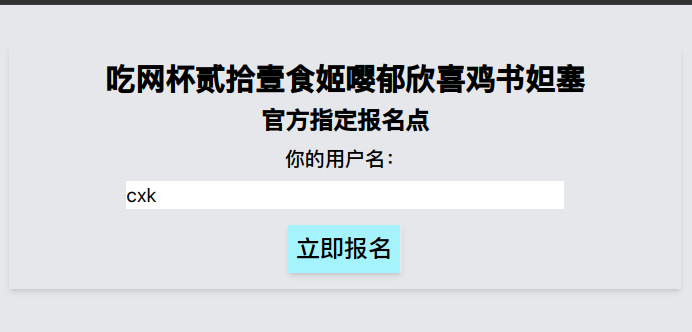 吃网杯贰拾壹食姬嘤郁欣喜鸡书妲塞
官方指定报名点
你的用户名：
cxk
立即报名